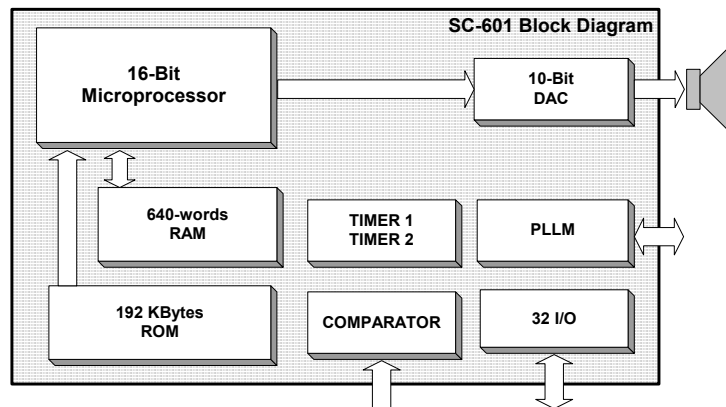 SC-601 Block Diagram
16-Bit
Microprocessor
10-Bit
DAC
640-words
RAM
TIMER 1
TIMER 2
PLLM
192 KBytes
ROM
COMPARATOR
32 I/O